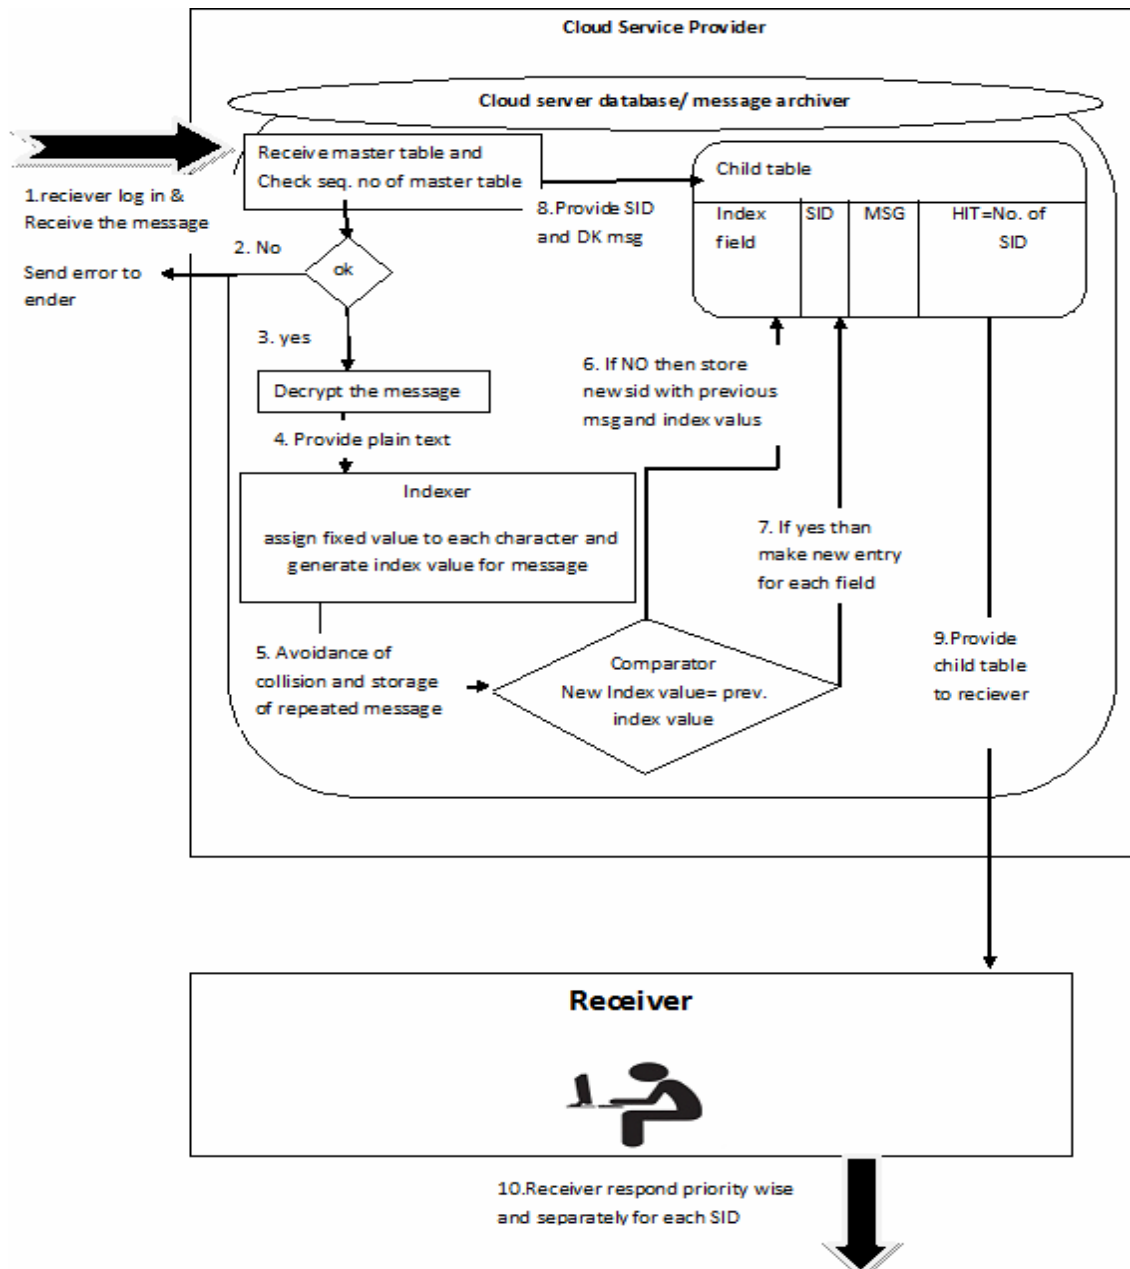 Cloud Service Provider
Cloud server database/ message archiver
Receive master table and
Check seq. no of master table
Child table
1.reciever log in &
Receive the message
8.Provide SID
and DK msg
Index
field
SID
MSG
HIT=No. of
SID
2. No
ok
Send error to
ender
3. yes
Decrypt the message
6. If NO then store
new sid with previous
msg and index valus
4. Provide plain text
Indexer
assign fixed value to each character and
generate index value for message
7. If yes than
make new entry
for each field
5. Avoidance of
collision and storage
of repeated message
Comparator
New Index value= prev.
index value
9.Provide
child table
to reciever
Receiver
10.Receiver respond priority wise
and separately for each SID